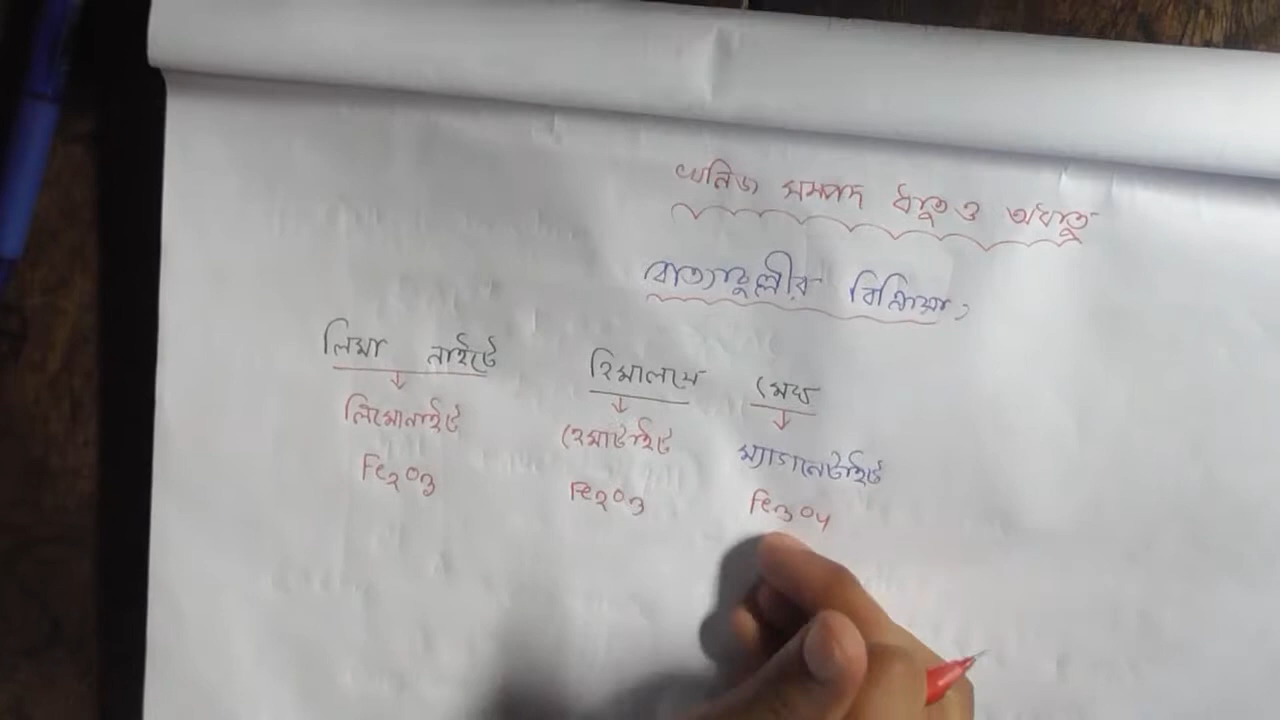 খনিজ সম্পদ ধাতু ও অধাতু
বাত্যাচুল্লীর বিক্রিয়া,
লিমা নাইটে হিমালয়ে মেঘ
লিমোনাইট হেমাটাইট ম্যাগনেটাইট
Fe₂O₃ Fe₂O₃ Fe₃O₄